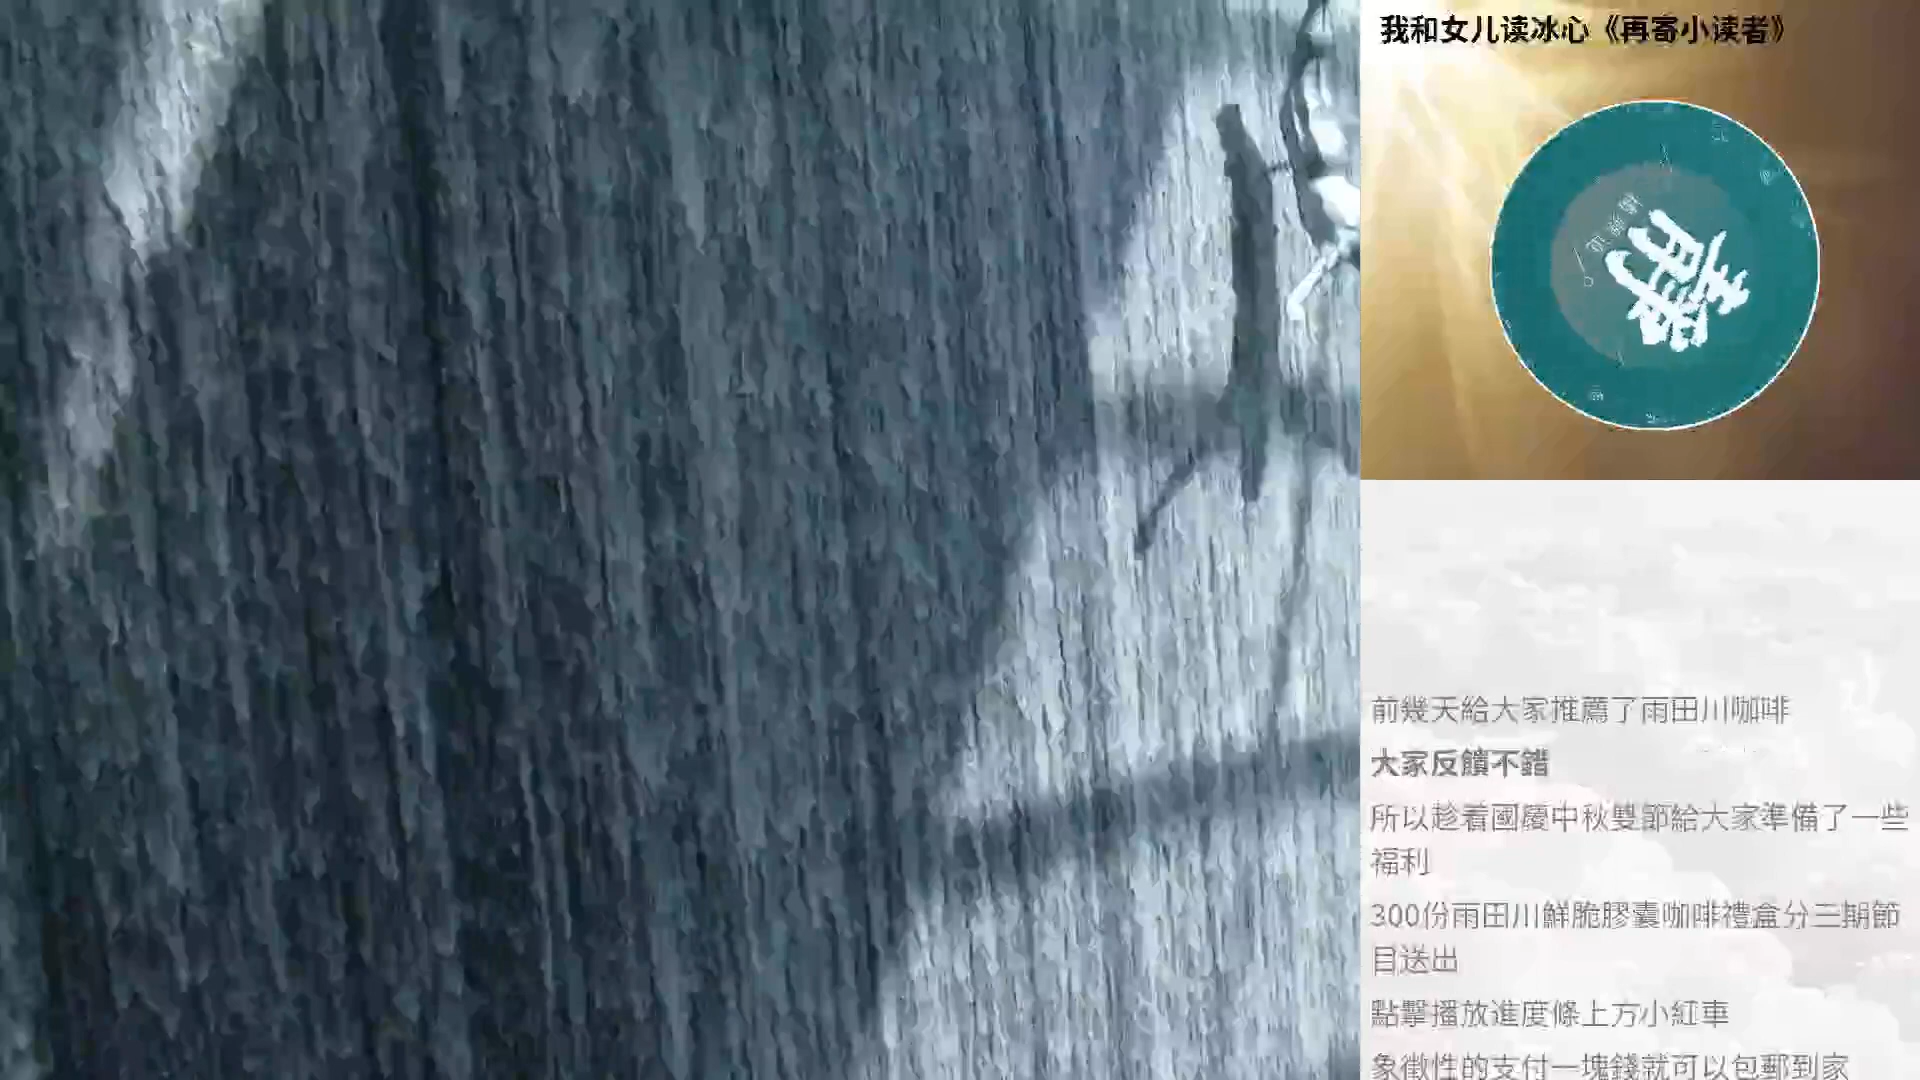 我和女儿读冰心《再寄小读者》
前幾天給大家推薦了雨田川咖啡
大家反饋不錯
所以趁着國慶中秋雙節給大家準備了一些
福利
300份雨田川鮮脆膠囊咖啡禮盒分三期節
目送出
點擊播放進度條上方小紅車
象徵性的支付一塊錢就可以包郵到家